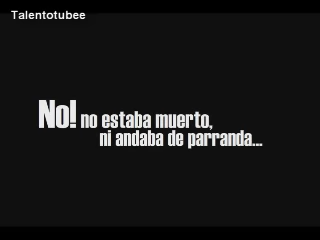 Talentotubee
No! no estaba muerto,
ni andaba de parranda...